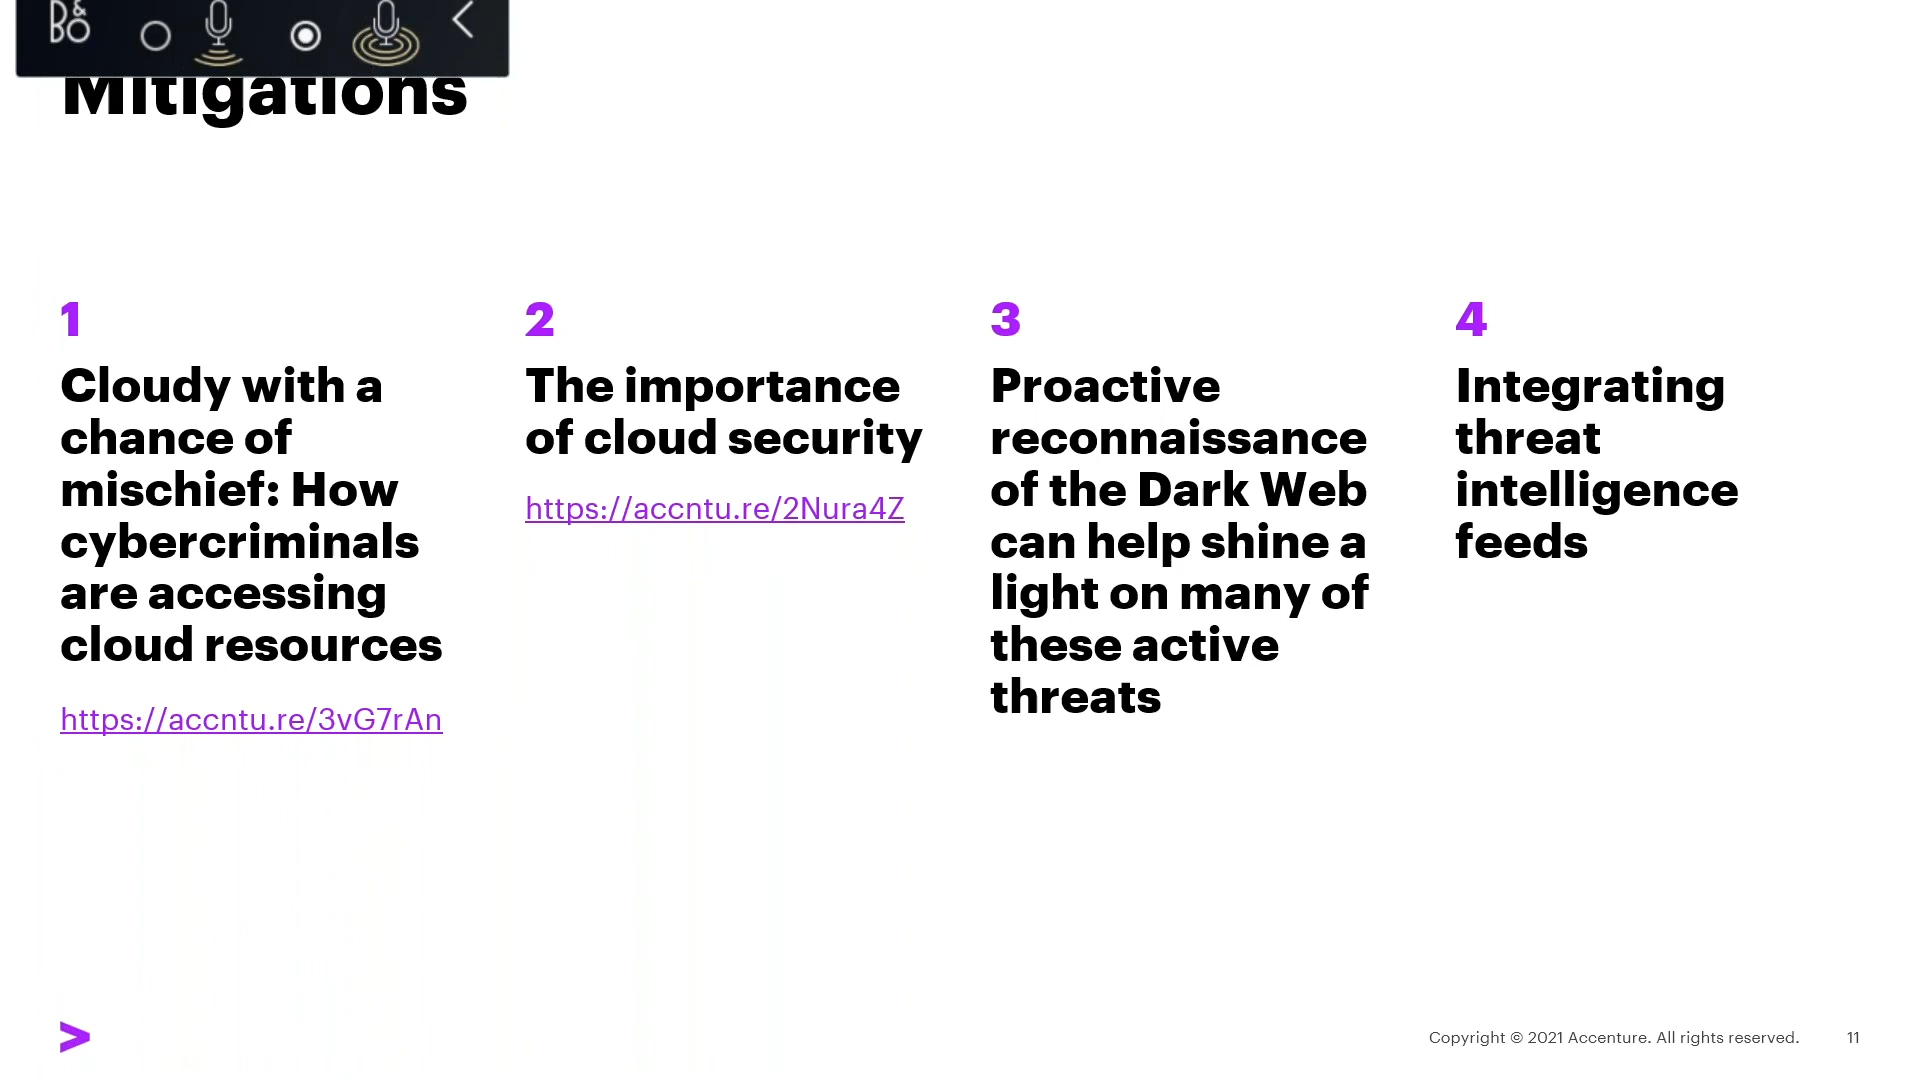 B&O
Mitigations
1
Cloudy with a
chance of
mischief: How
cybercriminals
are accessing
cloud resources
https://accntu.re/3vG7rAn
2
The importance
of cloud security
https://accntu.re/2Nura4Z
3
Proactive
reconnaissance
of the Dark Web
can help shine a
light on many of
these active
threats
4
Integrating
threat
intelligence
feeds
>
Copyright © 2021 Accenture. All rights reserved.
11